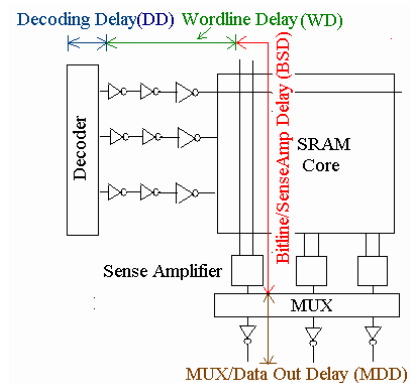 Decoding Delay(DD) Wordline Delay (WD)
Decoder
Bitline/SenseAmp Delay (BSD)
SRAM
Core
Sense Amplifier
MUX
MUX/Data Out Delay (MDD)